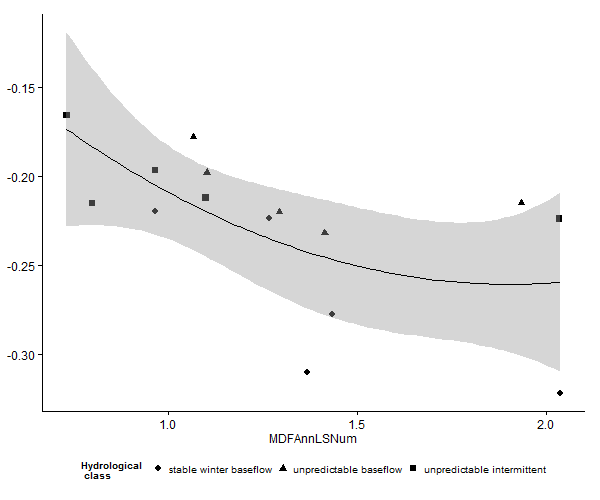 -0.15
-0.20
-0.25
-0.30
1.0 1.5 2.0
MDFAnnLSNum
Hydrological
class
stable winter baseflow unpredictable baseflow unpredictable intermittent